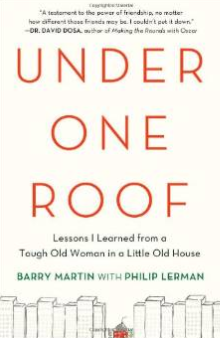 "A testament to the power of friendship, no matter
how different those friends may be. I couldn't put it down."
—DR. DAVID DOSA, author of Making the Rounds with Oscar
UNDER
ONE
ROOF
Lessons I Learned from a
Tough Old Woman in a Little Old House
BARRY MARTIN WITH PHILIP LERMAN